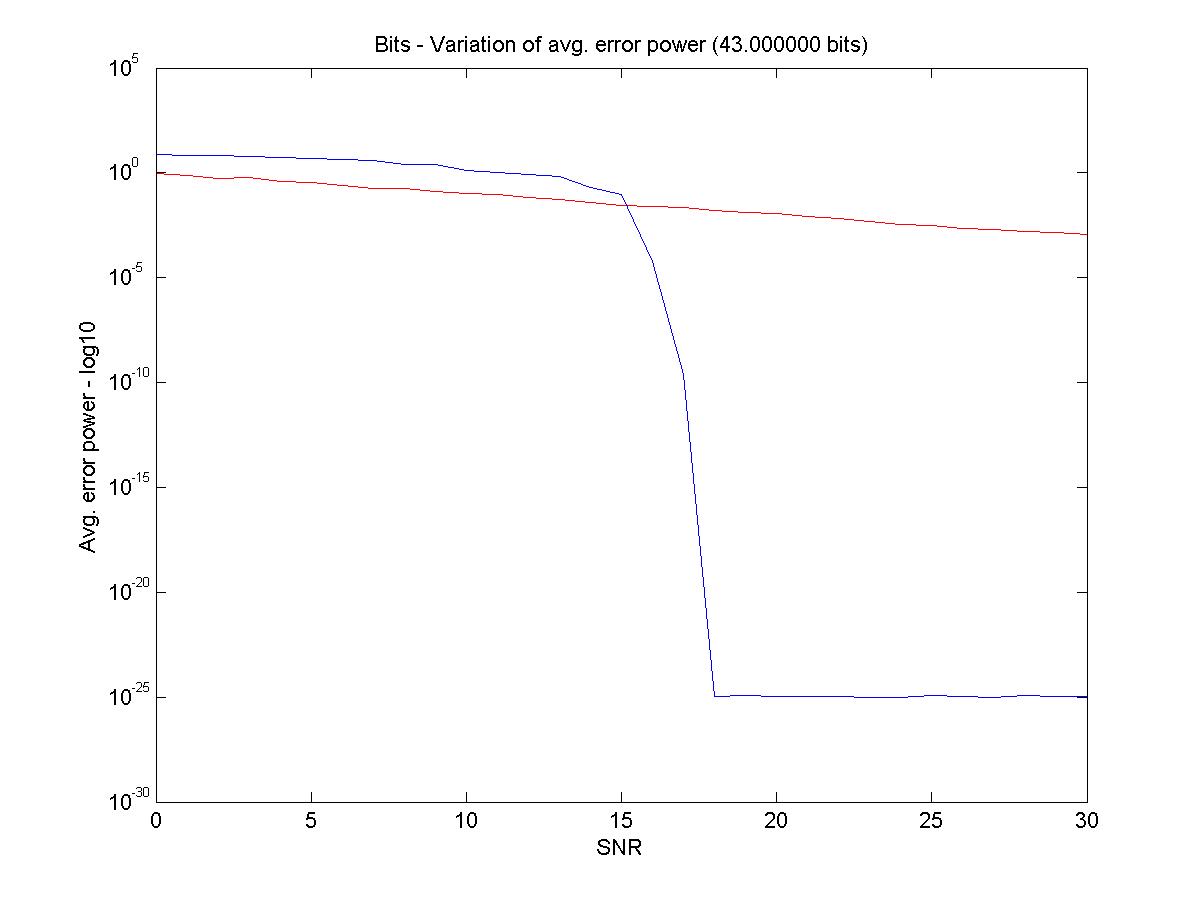 Bits - Variation of avg. error power (43.000000 bits)
10^5
10^0
10^-5
10^-10
10^-15
10^-20
10^-25
10^-30
Avg. error power - log10
0 5 10 15 20 25 30
SNR